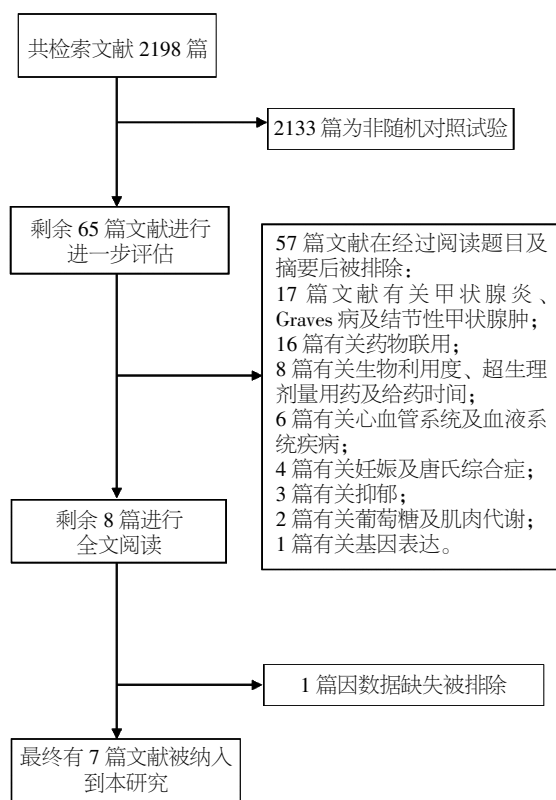 共检索文献 2198 篇
2133 篇为非随机对照试验
剩余 65 篇文献进行
进一步评估
57 篇文献在经过阅读题目及
摘要后被排除：
17 篇文献有关甲状腺炎、
Graves 病及结节性甲状腺肿；
16 篇有关药物联用；
8 篇有关生物利用度、超生理
剂量用药及给药时间；
6 篇有关心血管系统及血液系
统疾病；
4 篇有关妊娠及唐氏综合症；
3 篇有关抑郁；
2 篇有关葡萄糖及肌肉代谢；
1 篇有关基因表达。
剩余 8 篇进行
全文阅读
1 篇因数据缺失被排除
最终有 7 篇文献被纳入
到本研究